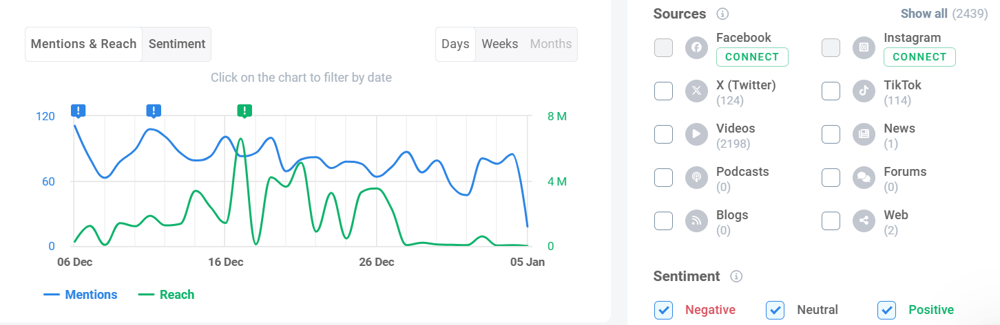 Mentions & Reach Sentiment
Days Weeks Months
Click on the chart to filter by date
120 8 M
60 4 M
0 0
06 Dec 16 Dec 26 Dec 05 Jan
Mentions Reach
Sources Show all (2439)
Facebook Instagram
CONNECT CONNECT
X (Twitter) TikTok
(124) (114)
Videos News
(2198) (1)
Podcasts Forums
(0) (0)
Blogs Web
(0) (2)
Sentiment
Negative Neutral Positive